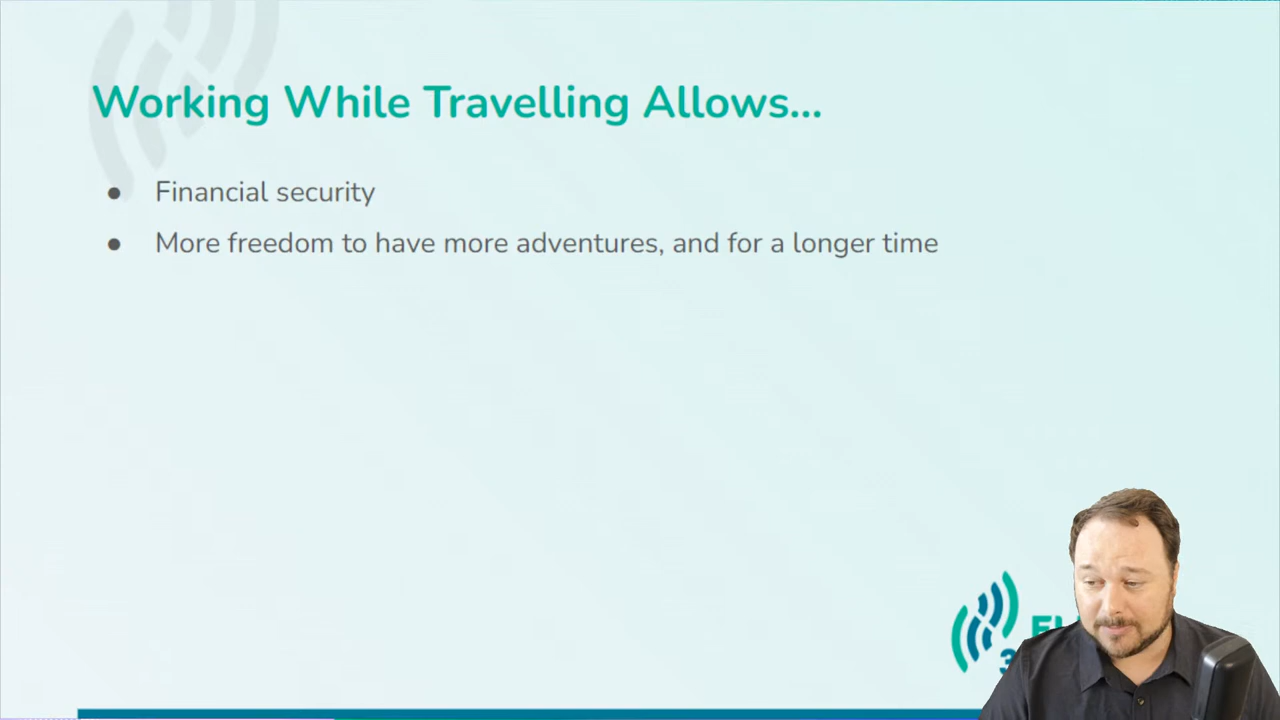 Working While Travelling Allows...
● Financial security
● More freedom to have more adventures, and for a longer time